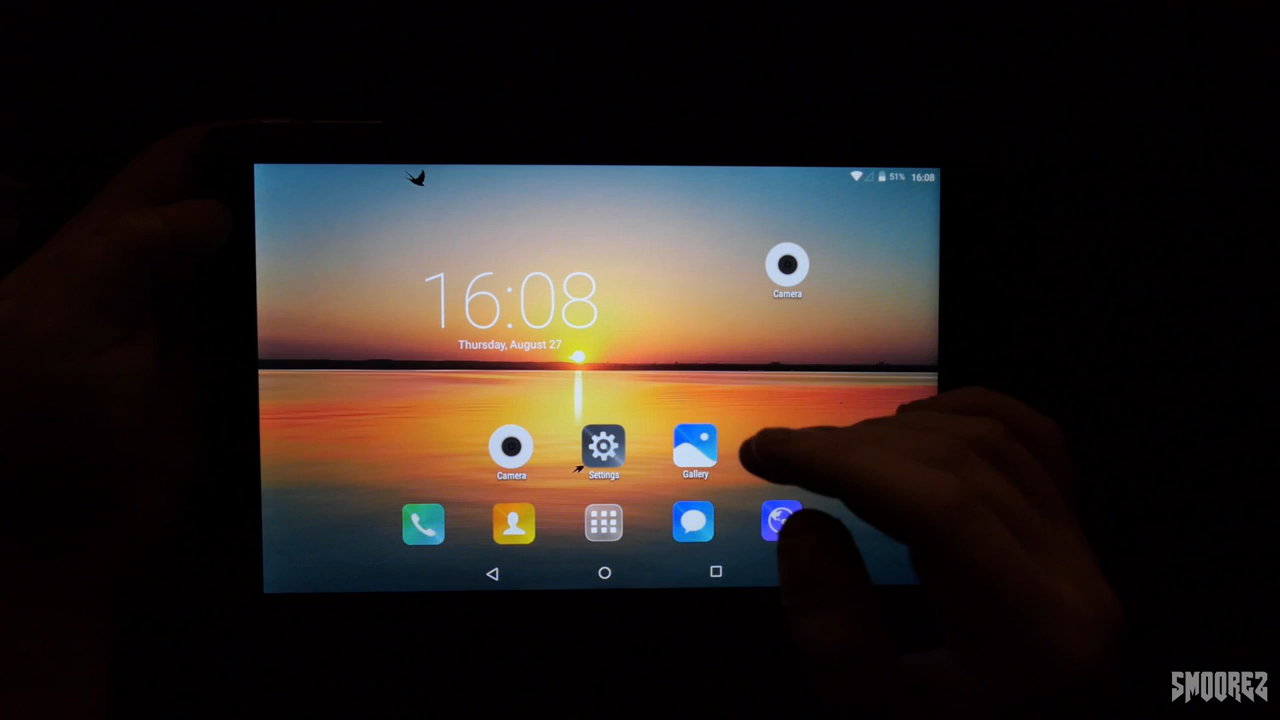 51% 16:08
16:08
Thursday, August 27
Camera
Camera
Settings
Gallery
SMOOREZ